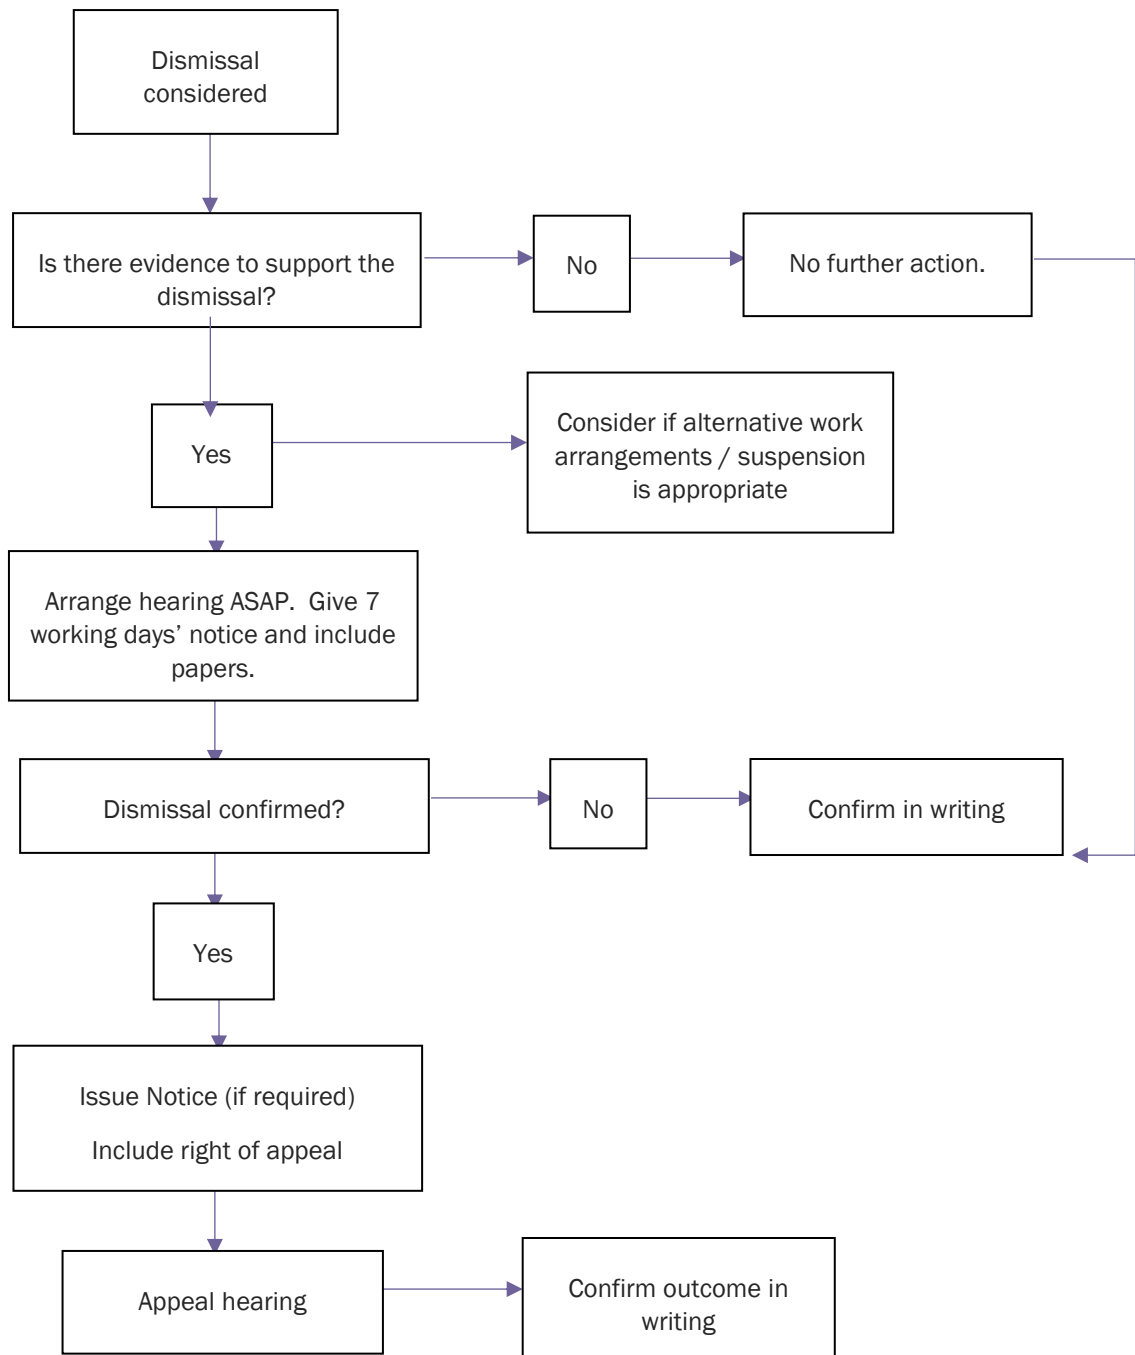 Dismissal
considered
Is there evidence to support the
dismissal?
No
No further action.
Yes
Consider if alternative work
arrangements / suspension
is appropriate
Arrange hearing ASAP.  Give 7
working days’ notice and include
papers.
Dismissal confirmed?
No
Confirm in writing
Yes
Issue Notice (if required)
Include right of appeal
Appeal hearing
Confirm outcome in
writing